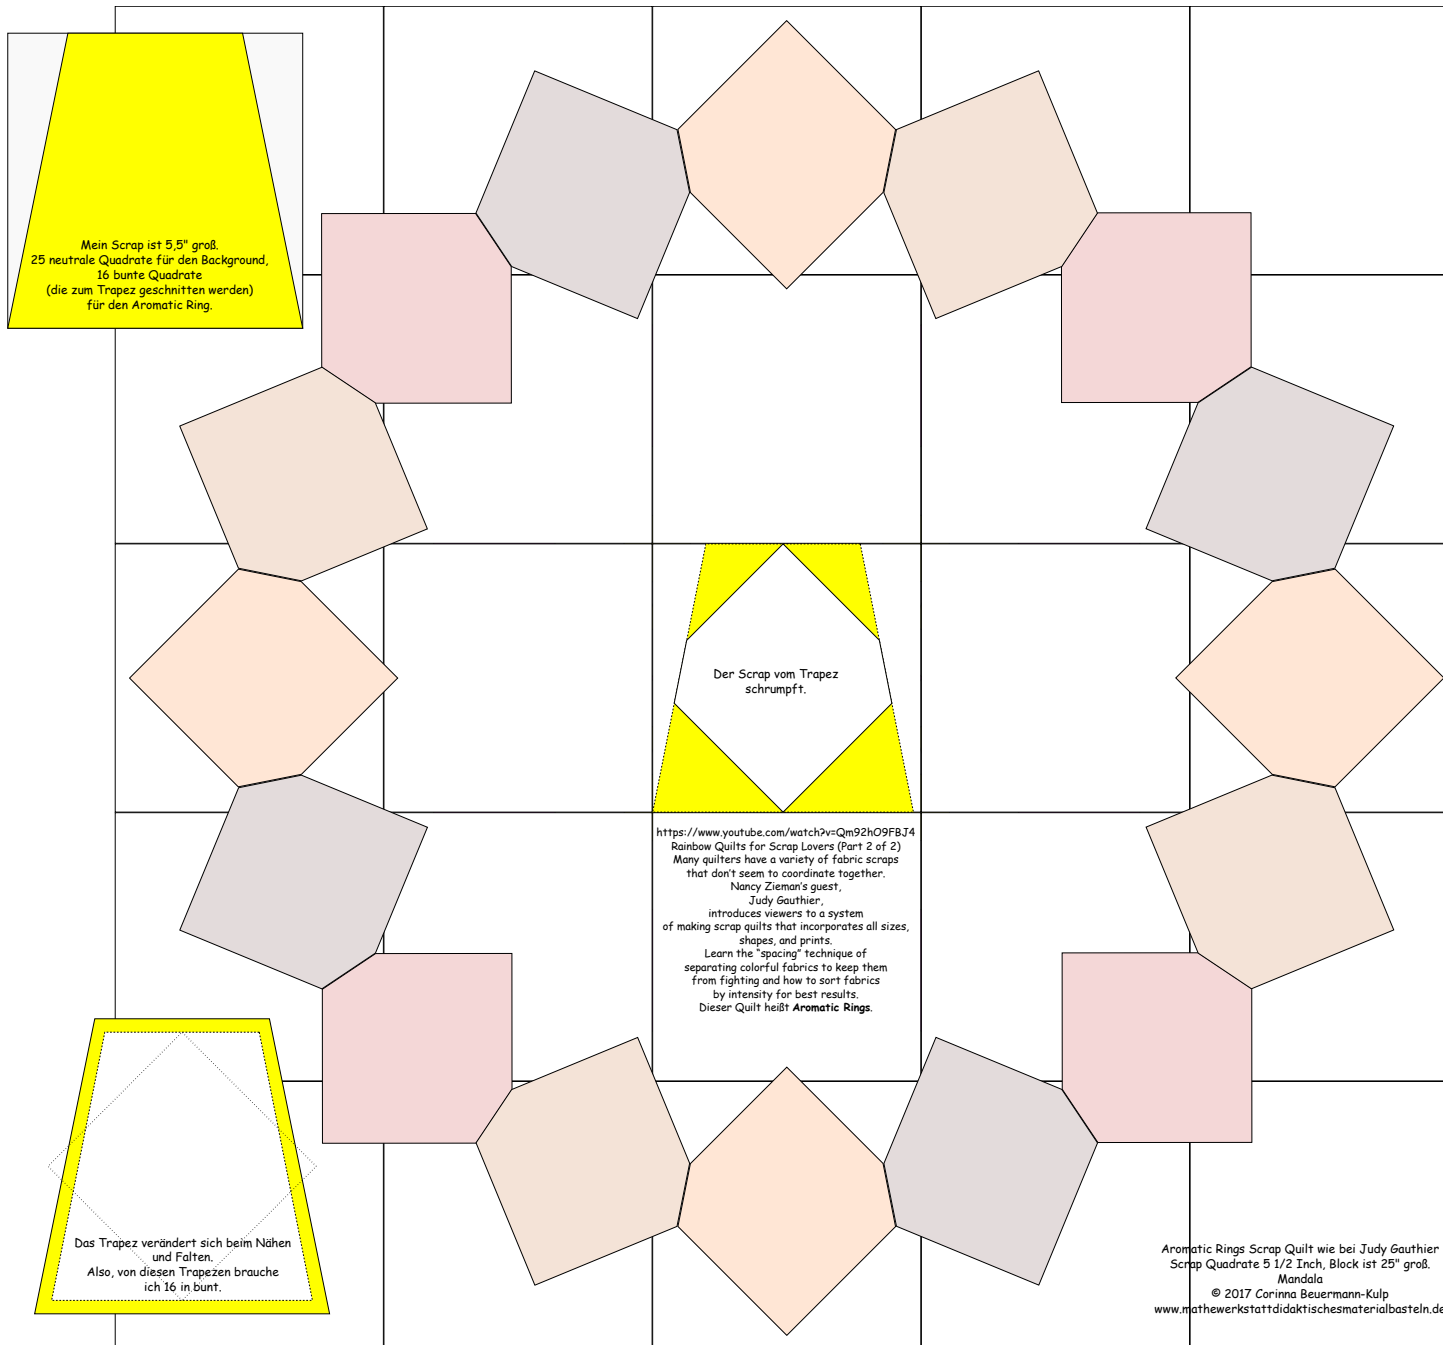 Mein Scrap ist 5,5" groß.
25 neutrale Quadrate für den Background,
16 bunte Quadrate
(die zum Trapez geschnitten werden)
für den Aromatic Ring.
Der Scrap vom Trapez
schrumpft.
https://www.youtube.com/watch?v=Qm92hO9FBJ4
Rainbow Quilts for Scrap Lovers (Part 2 of 2)
Many quilters have a variety of fabric scraps
that don't seem to coordinate together.
Nancy Zieman's guest,
Judy Gauthier,
introduces viewers to a system
of making scrap quilts that incorporates all sizes,
shapes, and prints.
Learn the "spacing" technique of
separating colorful fabrics to keep them
from fighting and how to sort fabrics
by intensity for best results.
Dieser Quilt heißt Aromatic Rings.
Das Trapez verändert sich beim Nähen
und Falten.
Also, von diesen Trapezen brauche
ich 16 in bunt.
Aromatic Rings Scrap Quilt wie bei Judy Gauthier
Scrap Quadrate 5 1/2 Inch, Block ist 25" groß.
Mandala
© 2017 Corinna Beuermann-Kulp
www.mathewerkstattdidaktischesmaterialbasteln.de